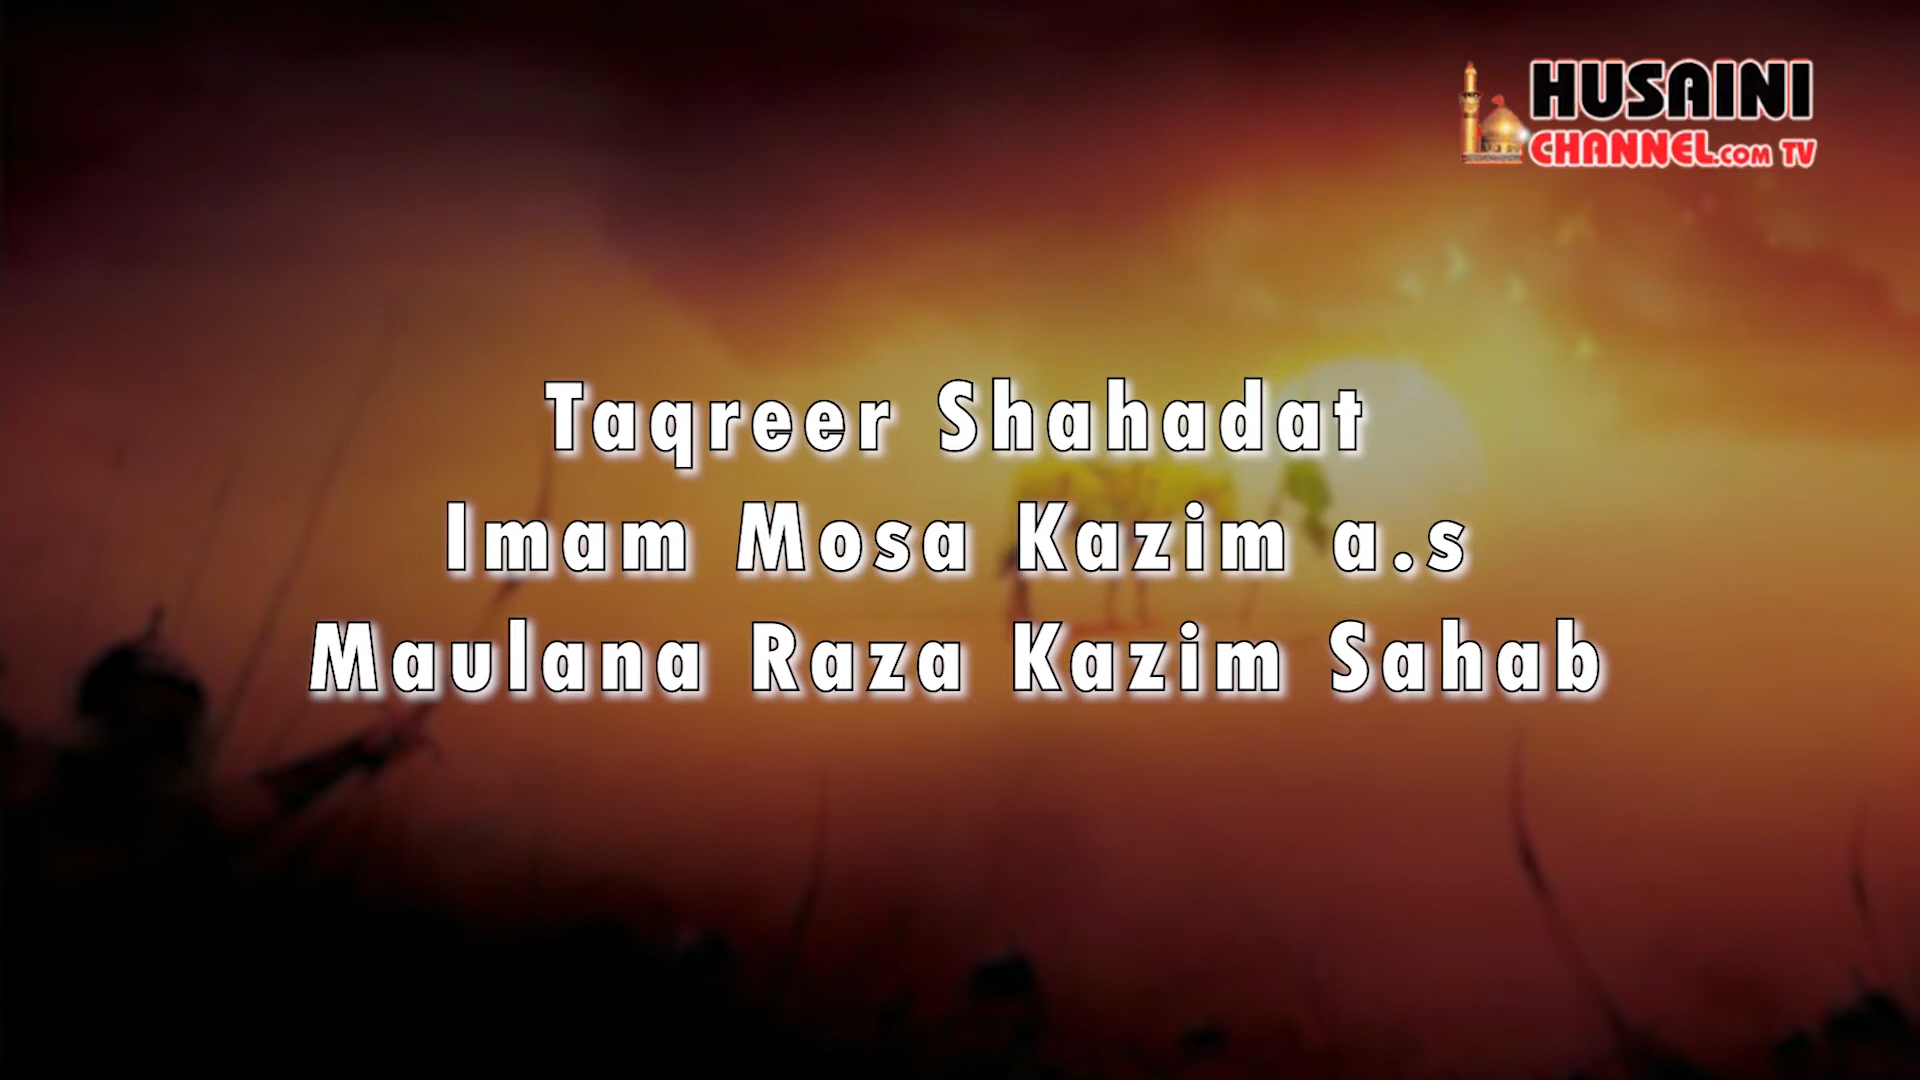 HUSAINI
CHANNEL.COM TV
Taqreer Shahadat
Imam Mosa Kazim a.s
Maulana Raza Kazim Sahab